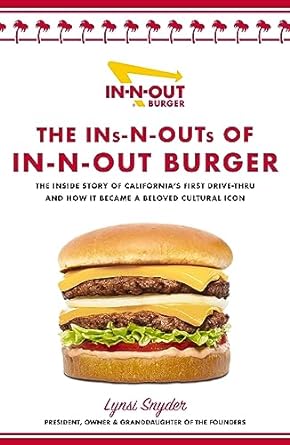 IN-N-OUT
BURGER
THE INs-N-OUTs OF
IN-N-OUT BURGER
THE INSIDE STORY OF CALIFORNIA'S FIRST DRIVE-THRU
AND HOW IT BECAME A BELOVED CULTURAL ICON
Lynsi Snyder
PRESIDENT, OWNER & GRANDDAUGHTER OF THE FOUNDERS